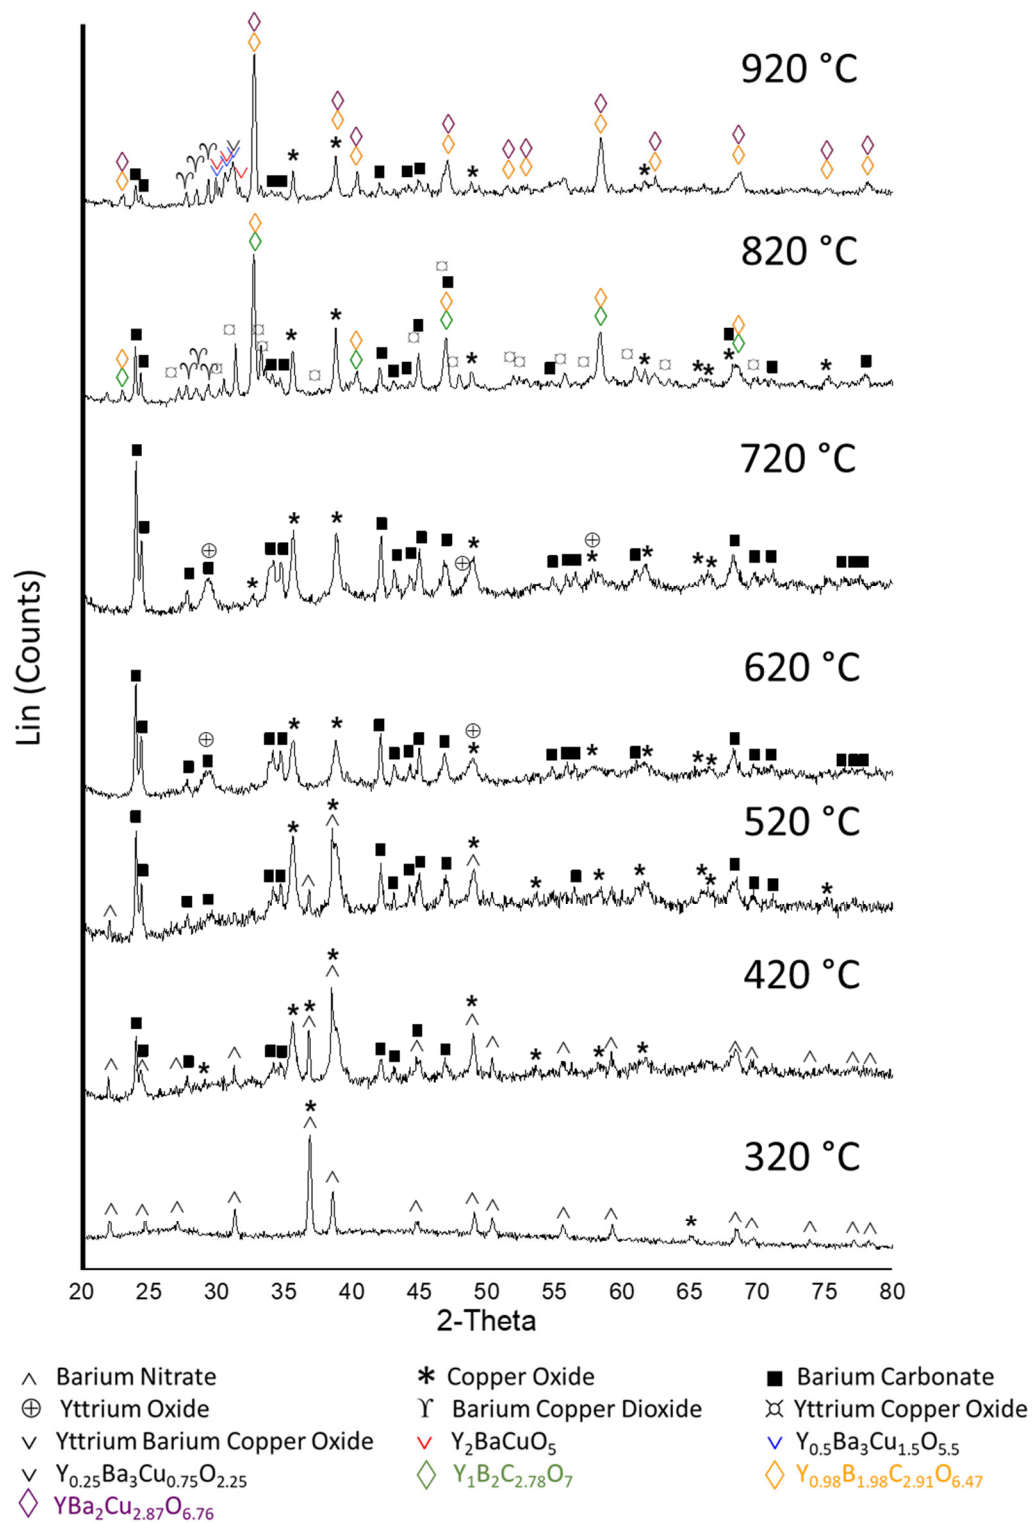 920 °C
820 °C
720 °C
620 °C
520 °C
420 °C
320 °C
Lin (Counts)
20 25 30 35 40 45 50 55 60 65 70 75 80
2-Theta
Barium Nitrate Copper Oxide Barium Carbonate
Yttrium Oxide Barium Copper Dioxide Yttrium Copper Oxide
Yttrium Barium Copper Oxide Y₂BaCuO₅ Y₀.₅Ba₃Cu₁.₅O₅.₅
Y₀.₂₅Ba₃Cu₀.₇₅O₂.₂₅ Y₁B₂C₂.₇₈O₇ Y₀.₉₈B₁.₉₈C₂.₉₁O₆.₄₇
YBa₂Cu₂.₈₇O₆.₇₆